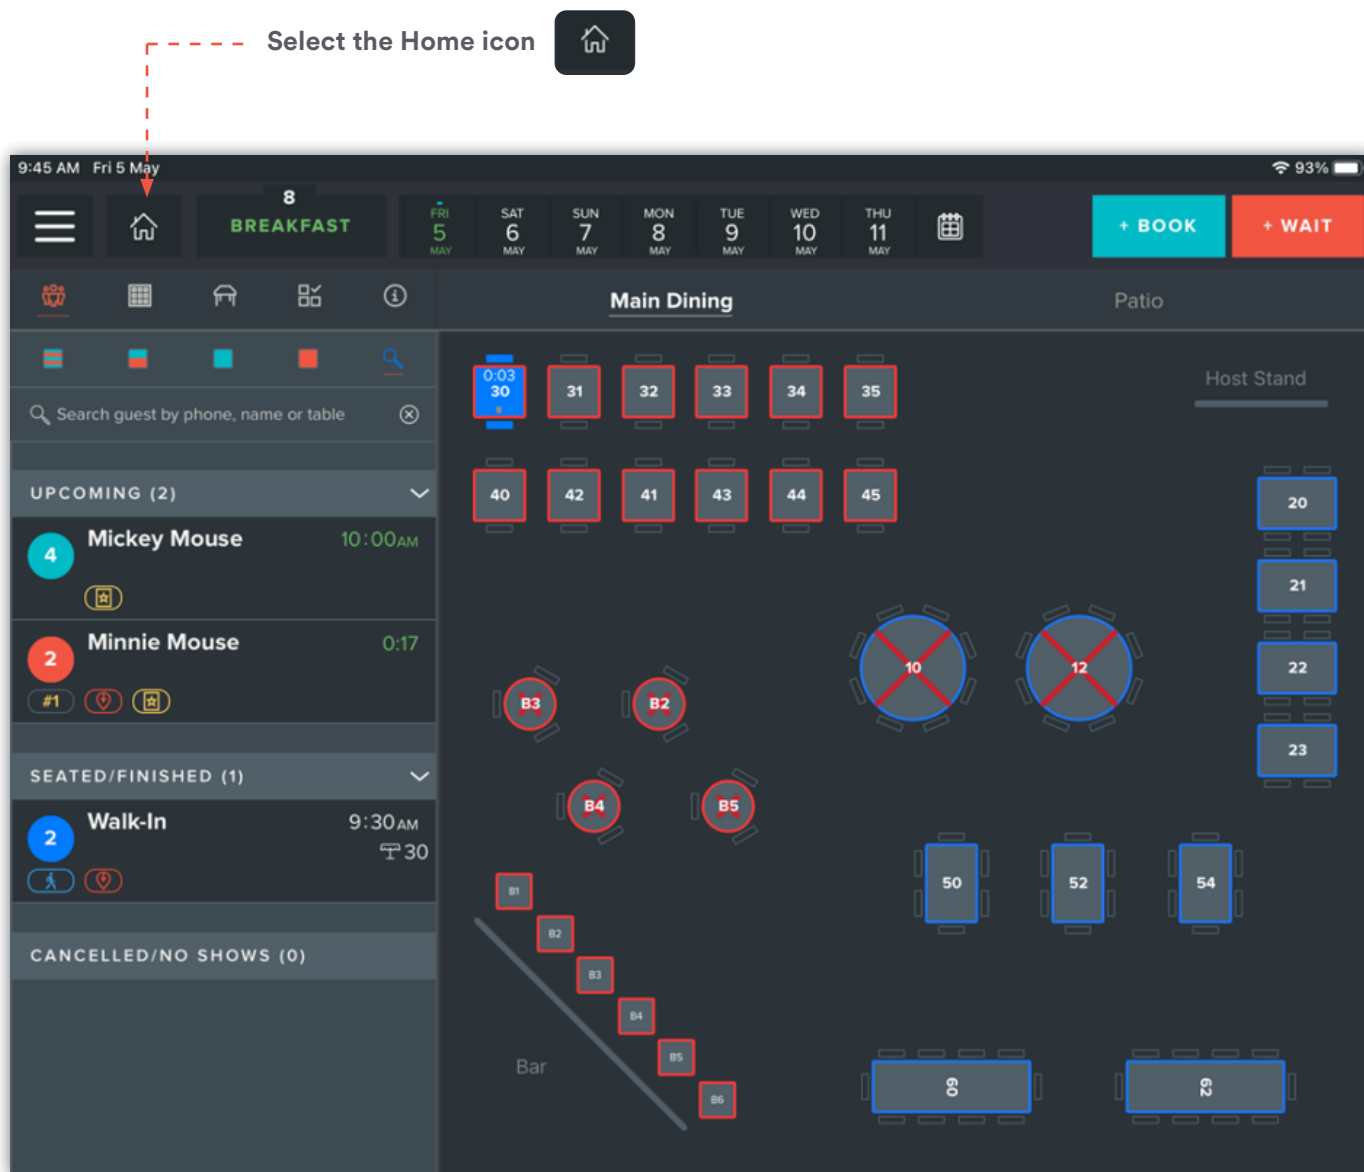 Select the Home icon
9:45 AM Fri 5 May
93%
8
BREAKFAST
FRI 5 MAY
SAT 6 MAY
SUN 7 MAY
MON 8 MAY
TUE 9 MAY
WED 10 MAY
THU 11 MAY
+ BOOK
+ WAIT
Main Dining
Patio
Search guest by phone, name or table
UPCOMING (2)
4 Mickey Mouse 10:00AM
2 Minnie Mouse 0:17
#1
SEATED/FINISHED (1)
2 Walk-In 9:30AM
30
CANCELLED/NO SHOWS (0)
0:03
30 31 32 33 34 35
Host Stand
40 42 41 43 44 45
20
21
22
23
10 12
B3 B2
B4 B5
50 52 54
B1
B2
B3
B4
B5
B6
Bar
60 62